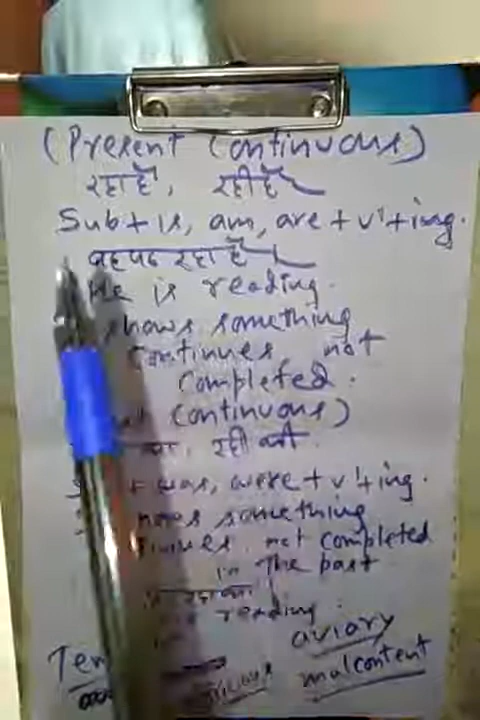 (Present Continuous)
रहा है, रही है
Sub + is, am, are + v¹ + ing.
वह पढ़ रहा है।
He is reading.
shows something
continues not
completed.
Continuous)
रही थी
+ was, were + v¹ + ing.
something
not completed
in the past
reading
aviary
malcontent